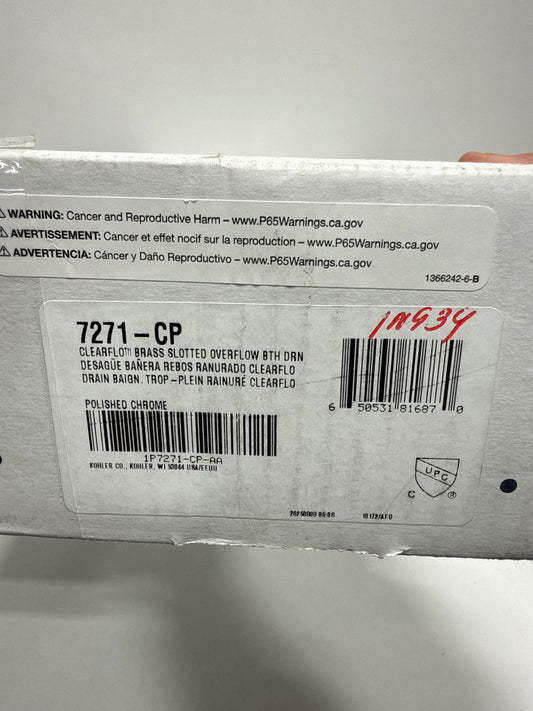 ⚠ WARNING: Cancer and Reproductive Harm – www.P65Warnings.ca.gov
⚠ AVERTISSEMENT: Cancer et effet nocif sur la reproduction – www.P65Warnings.ca.gov
⚠ ADVERTENCIA: Cáncer y Daño Reproductivo – www.P65Warnings.ca.gov
1366242-6-B
1NG34
7271-CP
CLEARFLO™ BRASS SLOTTED OVERFLOW BTH DRN
DESAGÜE BAÑERA REBOS RANURADO CLEARFLO
DRAIN BAIGN. TROP-PLEIN RAINURÉ CLEARFLO
6 50531 81687 0
POLISHED CHROME
1P7271-CP-AA
KOHLER CO., KOHLER, WI 53044 USA/EEUU
UPC
C ®